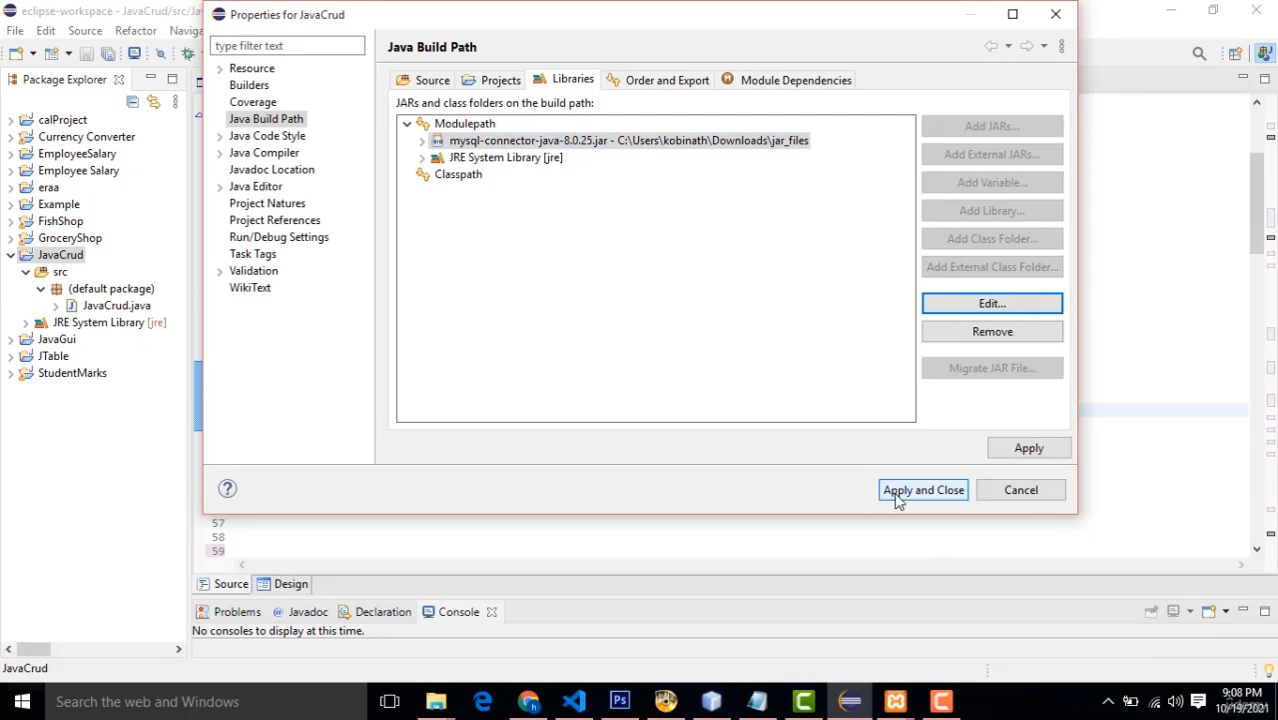 eclipse-workspace - JavaCrud/src/Ja
File Edit Source Refactor Naviga
Package Explorer
calProject
Currency Converter
EmployeeSalary
Employee Salary
eraa
Example
FishShop
GroceryShop
JavaCrud
src
(default package)
JavaCrud.java
JRE System Library [jre]
JavaGui
JTable
StudentMarks
Properties for JavaCrud
type filter text
Resource
Builders
Coverage
Java Build Path
Java Code Style
Java Compiler
Javadoc Location
Java Editor
Project Natures
Project References
Run/Debug Settings
Task Tags
Validation
WikiText
Java Build Path
Source Projects Libraries Order and Export Module Dependencies
JARs and class folders on the build path:
Modulepath
mysql-connector-java-8.0.25.jar - C:\Users\kobinath\Downloads\jar_files
JRE System Library [jre]
Classpath
Add JARs...
Add External JARs...
Add Variable...
Add Library...
Add Class Folder...
Add External Class Folder...
Edit...
Remove
Migrate JAR File...
Apply
Apply and Close Cancel
57
58
59
Source Design
Problems Javadoc Declaration Console
No consoles to display at this time.
JavaCrud
Search the web and Windows
9:08 PM
10/19/2021